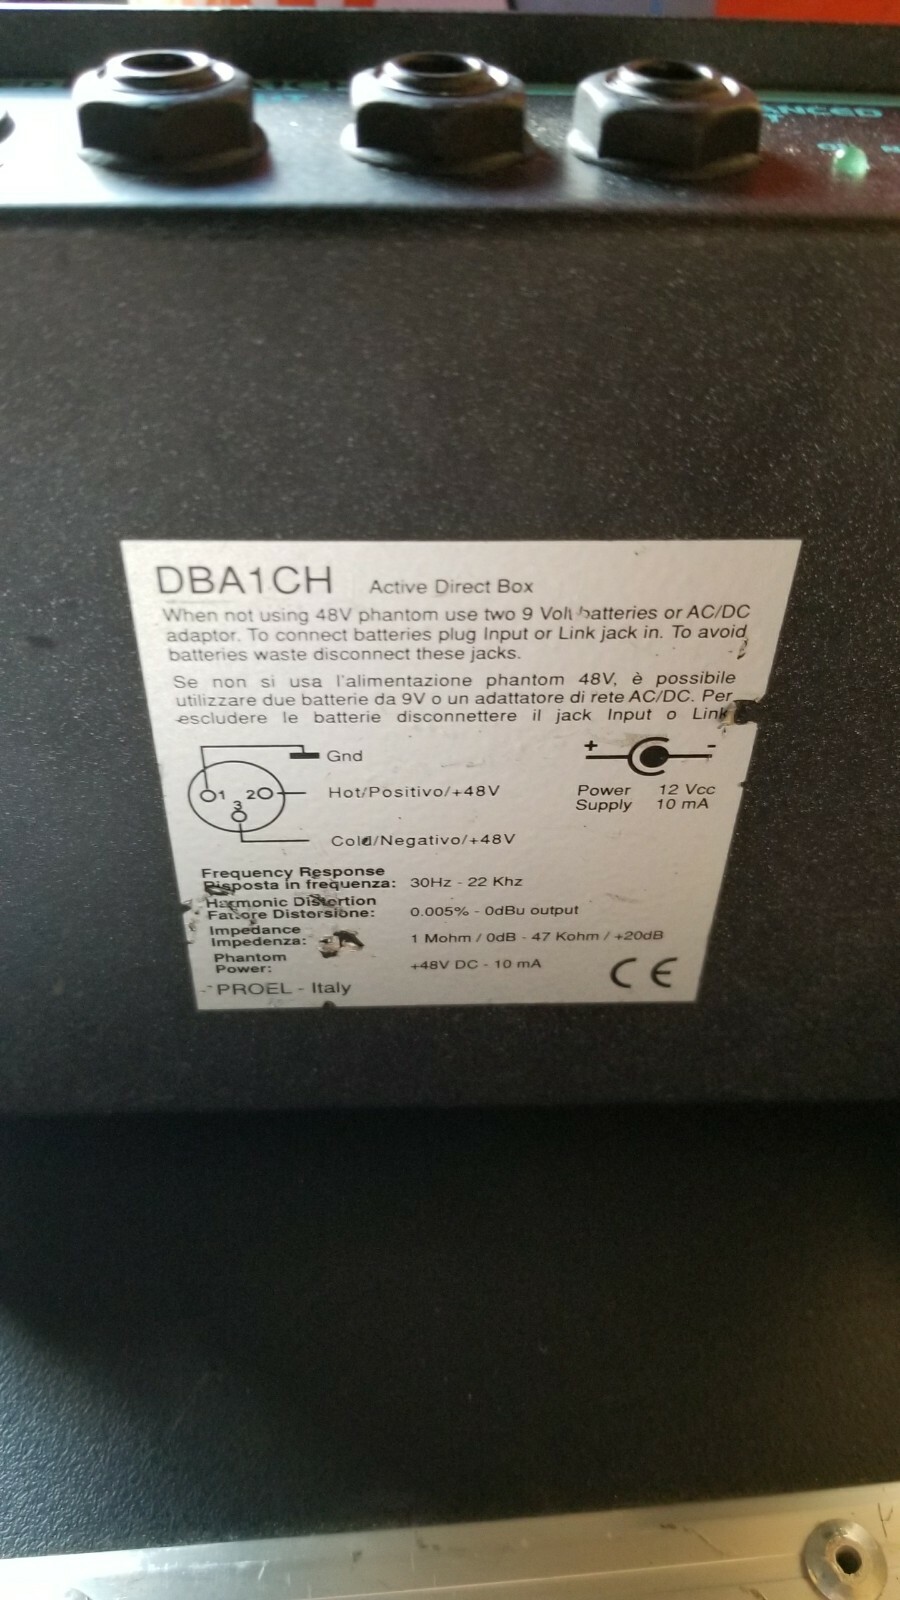 DBA1CH Active Direct Box
When not using 48V phantom use two 9 Volt batteries or AC/DC
adaptor. To connect batteries plug Input or Link jack in. To avoid
batteries waste disconnect these jacks.
Se non si usa l'alimentazione phantom 48V, è possibile
utilizzare due batterie da 9V o un adattatore di rete AC/DC. Per
escludere le batterie disconnettere il jack Input o Link
Gnd
1 2 Hot/Positivo/+48V
3
Cold/Negativo/+48V
+ -
Power 12 Vcc
Supply 10 mA
Frequency Response
Risposta in frequenza: 30Hz - 22 Khz
Harmonic Distortion
Fattore Distorsione: 0.005% - 0dBu output
Impedance
Impedenza: 1 Mohm / 0dB - 47 Kohm / +20dB
Phantom
Power: +48V DC - 10 mA
PROEL - Italy
CE